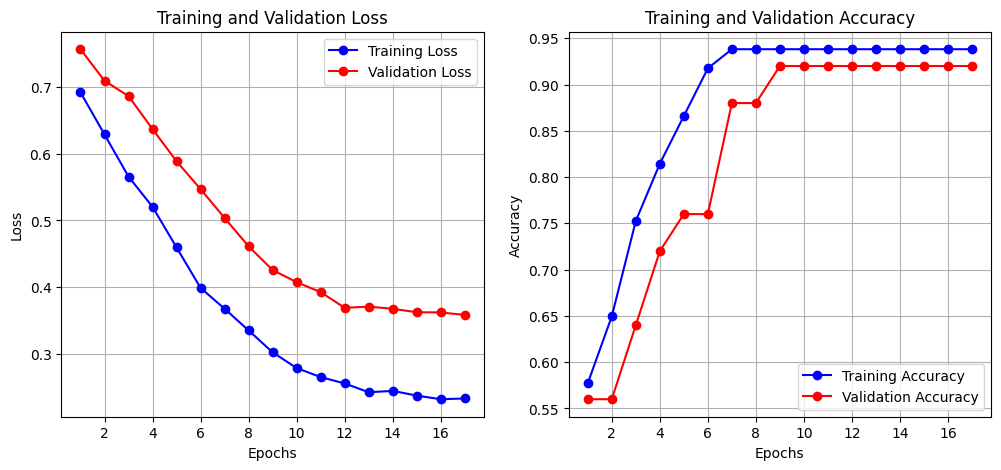 Training and Validation Loss
Training Loss
Validation Loss
0.7
0.6
0.5
0.4
0.3
Loss
2 4 6 8 10 12 14 16
Epochs
Training and Validation Accuracy
0.95
0.90
0.85
0.80
0.75
0.70
0.65
0.60
0.55
Accuracy
Training Accuracy
Validation Accuracy
2 4 6 8 10 12 14 16
Epochs